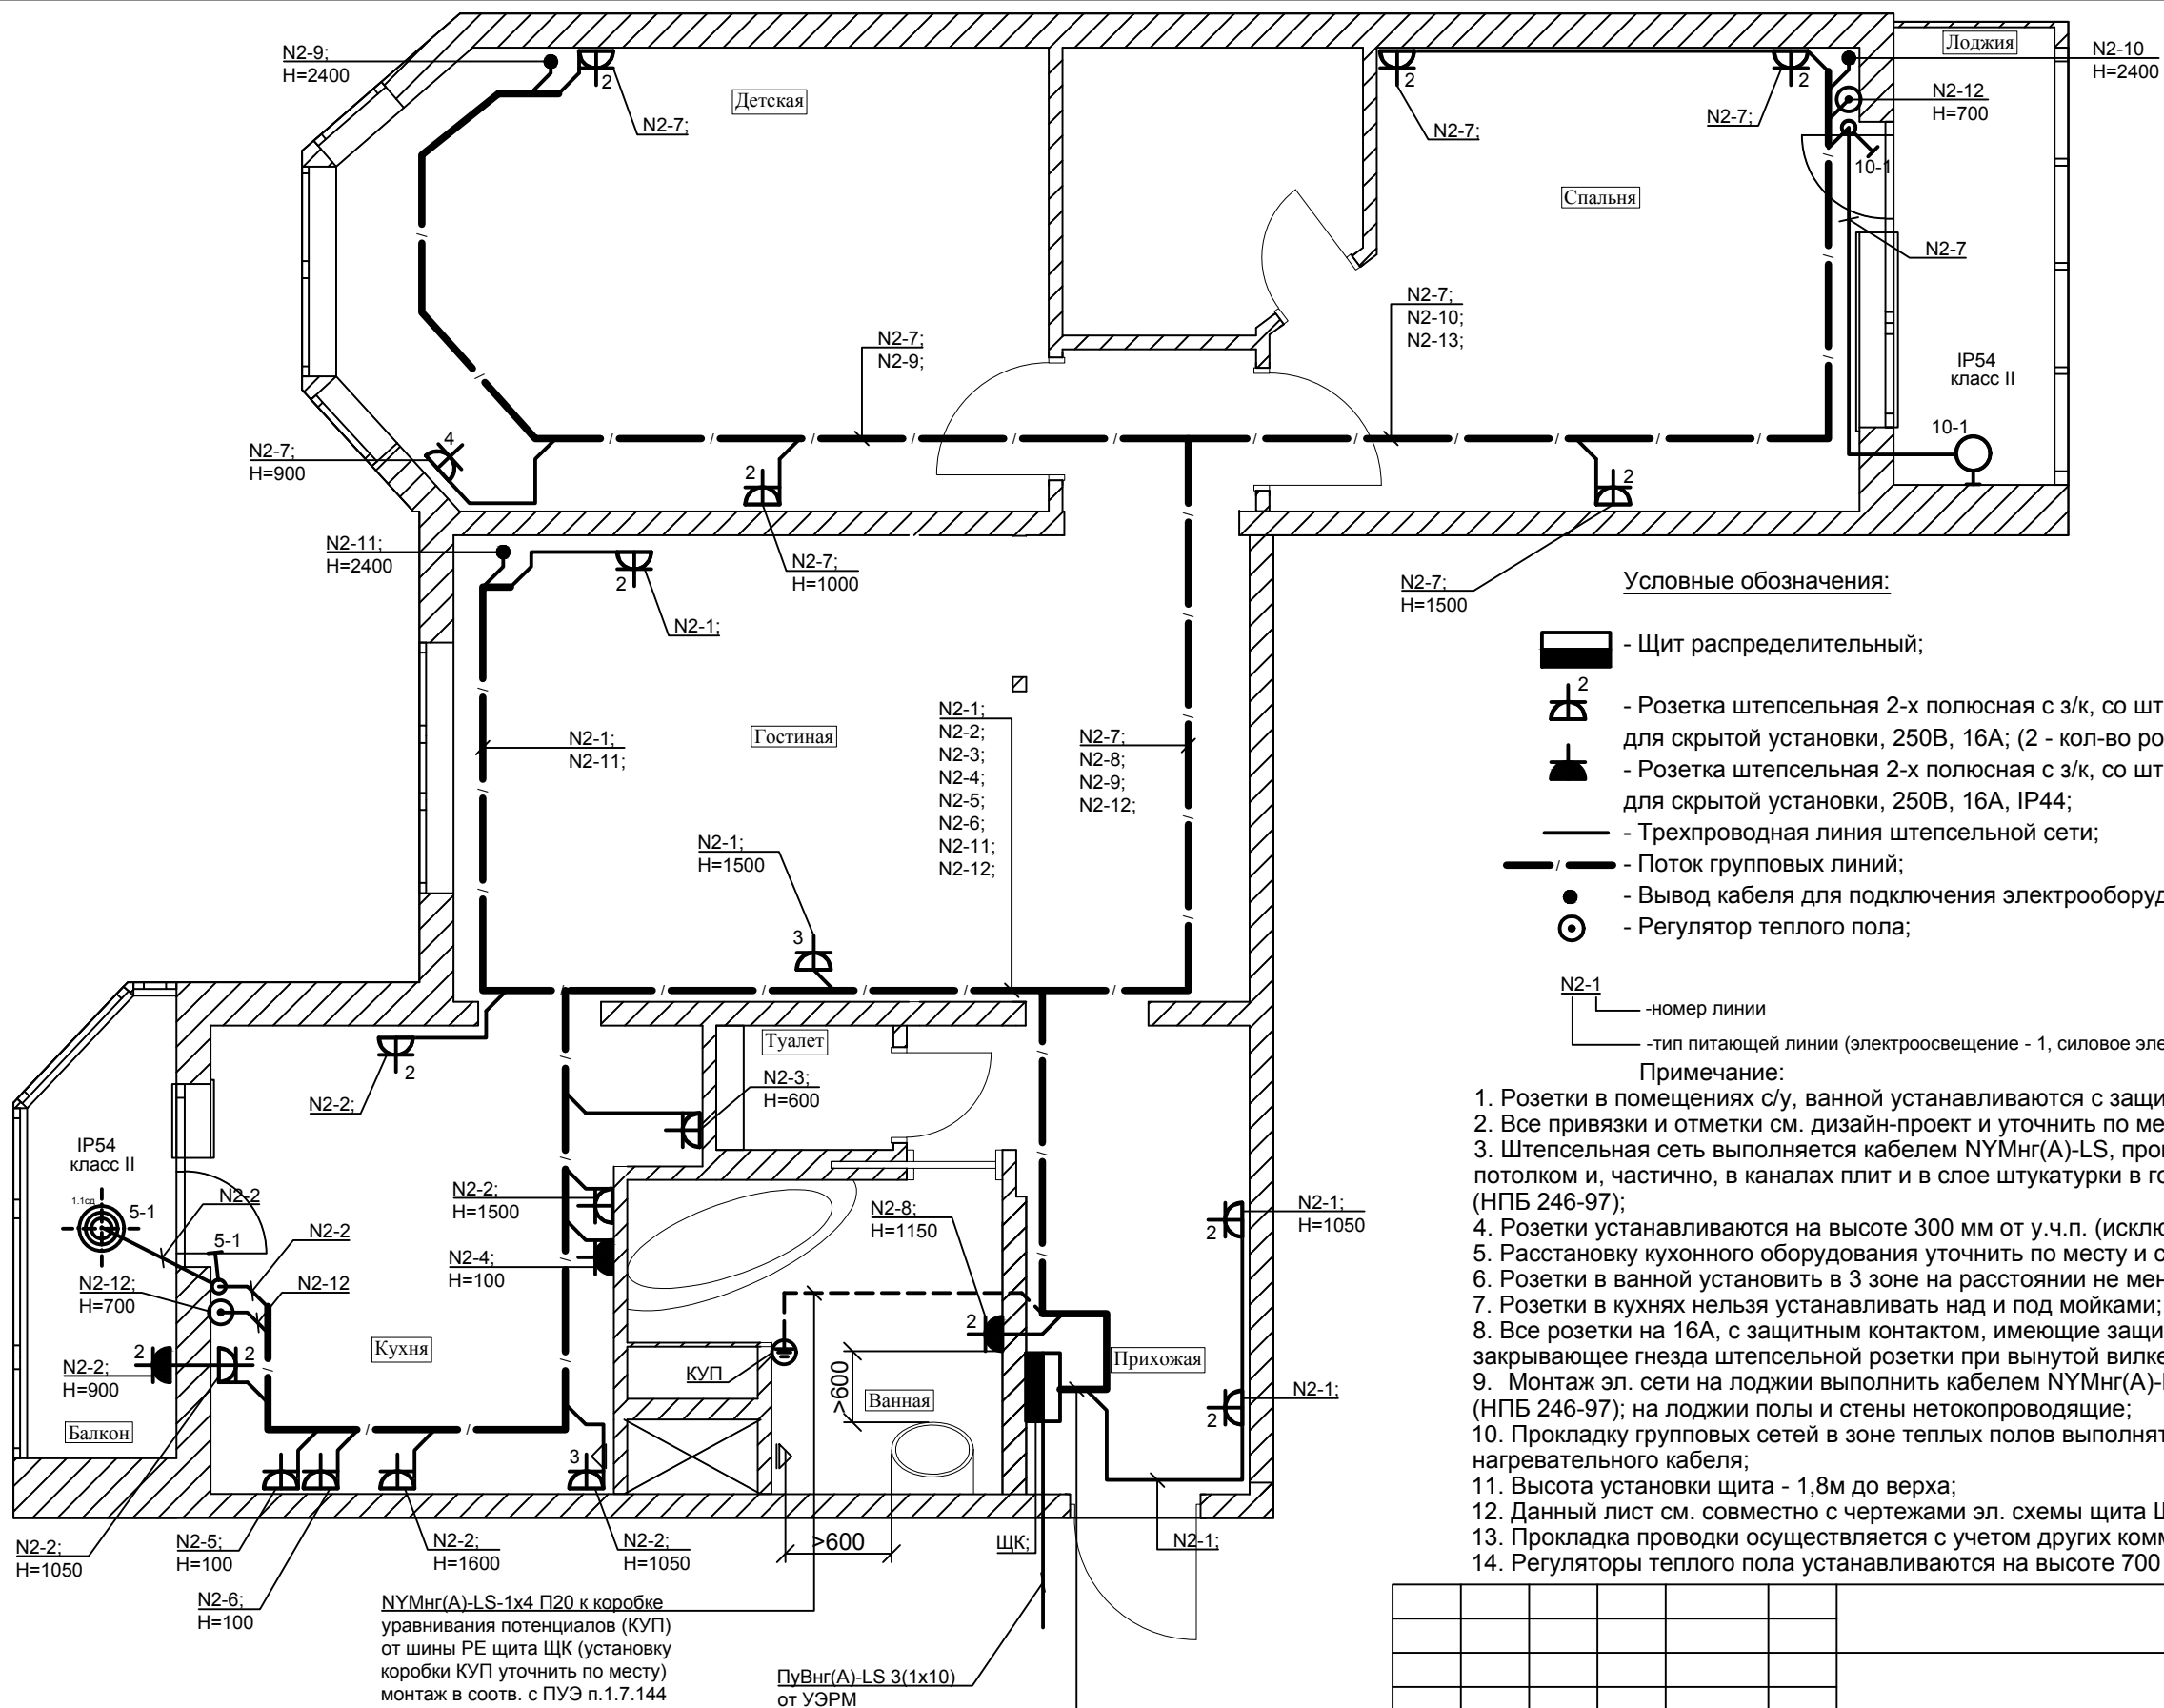 N2-9;
H=2400
2
N2-7;
Детская
2
N2-7;
2
N2-7;
Лоджия
N2-10
H=2400
N2-12
H=700
10-1
Спальня
N2-7
N2-7;
N2-9;
N2-7;
N2-10;
N2-13;
IP54
класс II
10-1
N2-7;
H=900
4
2
N2-7;
H=1000
2
N2-7;
H=1500
N2-11;
H=2400
2
N2-1;
N2-1;
N2-11;
Гостиная
N2-1;
N2-2;
N2-3;
N2-4;
N2-5;
N2-6;
N2-11;
N2-12;
N2-7;
N2-8;
N2-9;
N2-12;
N2-1;
H=1500
3
Условные обозначения:
- Щит распределительный;
2
- Розетка штепсельная 2-х полюсная с з/к, со шт
для скрытой установки, 250В, 16А; (2 - кол-во ро
- Розетка штепсельная 2-х полюсная с з/к, со шт
для скрытой установки, 250В, 16А, IP44;
- Трехпроводная линия штепсельной сети;
- Поток групповых линий;
- Вывод кабеля для подключения электрооборуд
- Регулятор теплого пола;
N2-1
-номер линии
-тип питающей линии (электроосвещение - 1, силовое эле
Примечание:
1. Розетки в помещениях с/у, ванной устанавливаются с защи
2. Все привязки и отметки см. дизайн-проект и уточнить по ме
3. Штепсельная сеть выполняется кабелем NYMнг(А)-LS, про
потолком и, частично, в каналах плит и в слое штукатурки в го
(НПБ 246-97);
4. Розетки устанавливаются на высоте 300 мм от у.ч.п. (исклю
5. Расстановку кухонного оборудования уточнить по месту и с
6. Розетки в ванной установить в 3 зоне на расстоянии не мен
7. Розетки в кухнях нельзя устанавливать над и под мойками;
8. Все розетки на 16А, с защитным контактом, имеющие защи
закрывающее гнезда штепсельной розетки при вынутой вилке
9. Монтаж эл. сети на лоджии выполнить кабелем NYMнг(А)-L
(НПБ 246-97); на лоджии полы и стены нетокопроводящие;
10. Прокладку групповых сетей в зоне теплых полов выполнят
нагревательного кабеля;
11. Высота установки щита - 1,8м до верха;
12. Данный лист см. совместно с чертежами эл. схемы щита Щ
13. Прокладка проводки осуществляется с учетом других комм
14. Регуляторы теплого пола устанавливаются на высоте 700
2
N2-2;
Туалет
N2-3;
H=600
IP54
класс II
1.1сд
5-1
N2-2
5-1
N2-2
N2-12;
H=700
N2-12
N2-2;
H=1500
2
N2-4;
H=100
N2-8;
H=1150
2
2
N2-1;
H=1050
Кухня
2
2
N2-2;
H=900
Балкон
КУП
>600
Ванная
Прихожая
2
N2-1;
3
N2-2;
H=1050
N2-5;
H=100
N2-6;
H=100
N2-2;
H=1600
N2-2;
H=1050
>600
ЩК;
N2-1;
NYMнг(А)-LS-1х4 П20 к коробке
уравнивания потенциалов (КУП)
от шины РЕ щита ЩК (установку
коробки КУП уточнить по месту)
монтаж в соотв. с ПУЭ п.1.7.144
ПуВнг(А)-LS 3(1х10)
от УЭРМ